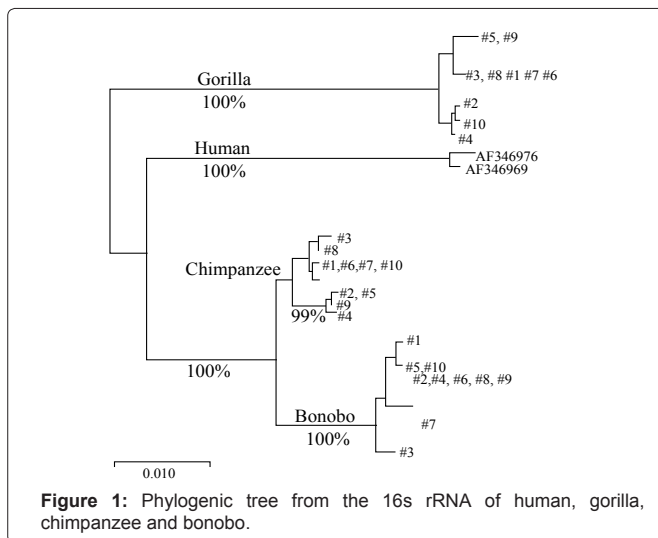 #5, #9
Gorilla
#3, #8 #1 #7 #6
100%
#2
#10
#4
Human
AF346976
100%
AF346969
#3
#8
Chimpanzee
#1,#6,#7, #10
#2, #5
#9
99%
#4
#1
100%
#5,#10
#2,#4, #6, #8, #9
Bonobo
#7
100%
#3
0.010
Figure 1: Phylogenic tree from the 16s rRNA of human, gorilla,
chimpanzee and bonobo.